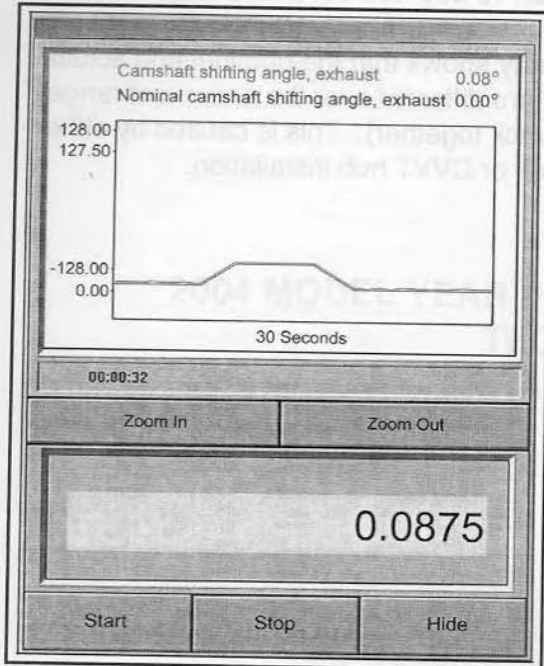 Camshaft shifting angle, exhaust 0.08°
Nominal camshaft shifting angle, exhaust 0.00°
128.00
127.50
-128.00
0.00
30 Seconds
00:00:32
Zoom In Zoom Out
0.0875
Start Stop Hide